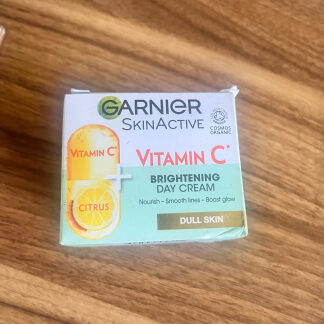 GARNIER
SKINACTIVE
COSMOS
ORGANIC
VITAMIN C*
VITAMIN C*
CITRUS
BRIGHTENING
DAY CREAM
Nourish - Smooth lines - Boost glow
DULL SKIN